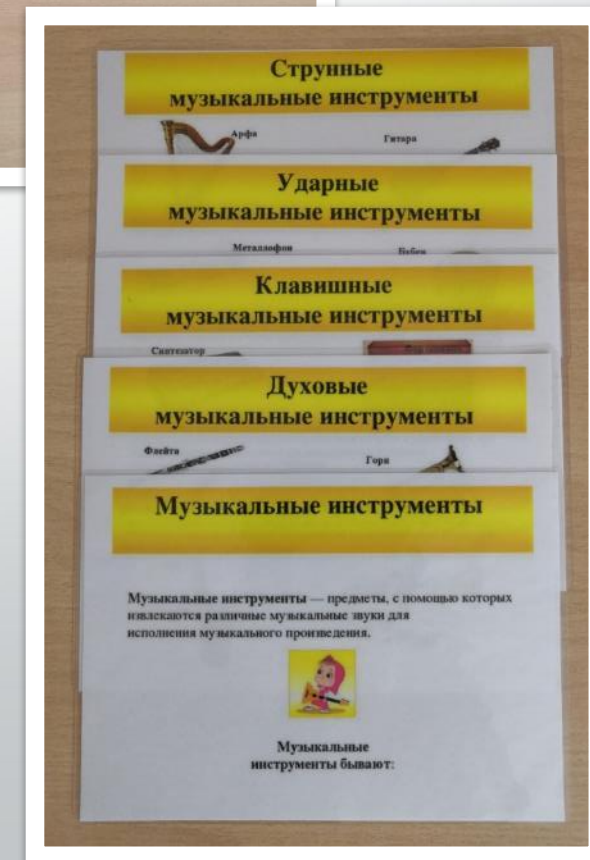 Струнные
музыкальные инструменты
Арфа Гитара
Ударные
музыкальные инструменты
Металлофон Бубен
Клавишные
музыкальные инструменты
Синтезатор
Духовые
музыкальные инструменты
Флейта Горн
Музыкальные инструменты
Музыкальные инструменты — предметы, с помощью которых
извлекаются различные музыкальные звуки для
исполнения музыкального произведения.
Музыкальные
инструменты бывают: